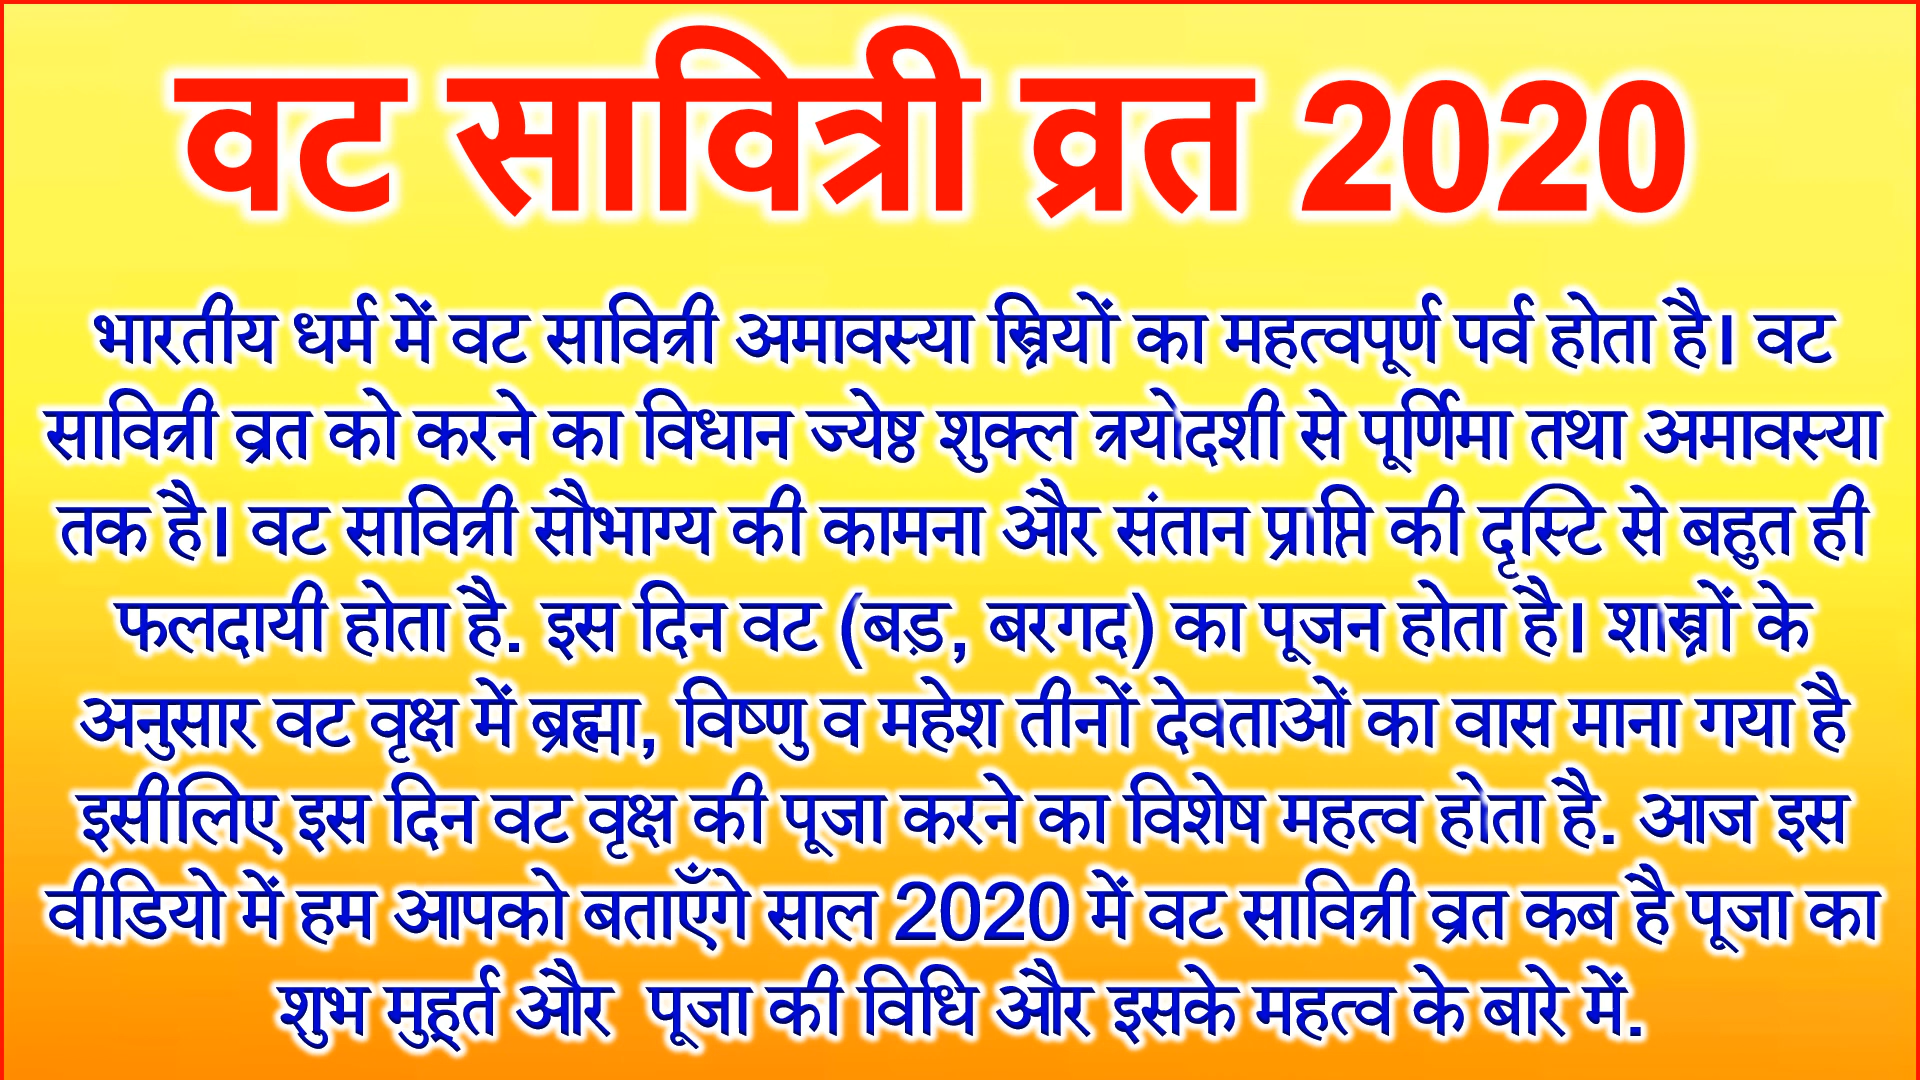 वट सावित्री व्रत 2020
भारतीय धर्म में वट सावित्री अमावस्या स्त्रियों का महत्वपूर्ण पर्व होता है। वट
सावित्री व्रत को करने का विधान ज्येष्ठ शुक्ल त्रयोदशी से पूर्णिमा तथा अमावस्या
तक है। वट सावित्री सौभाग्य की कामना और संतान प्राप्ति की दृस्टि से बहुत ही
फलदायी होता है. इस दिन वट (बड़, बरगद) का पूजन होता है। शास्त्रों के
अनुसार वट वृक्ष में ब्रह्मा, विष्णु व महेश तीनों देवताओं का वास माना गया है
इसीलिए इस दिन वट वृक्ष की पूजा करने का विशेष महत्व होता है. आज इस
वीडियो में हम आपको बताएँगे साल 2020 में वट सावित्री व्रत कब है पूजा का
शुभ मुहूर्त और  पूजा की विधि और इसके महत्व के बारे में.